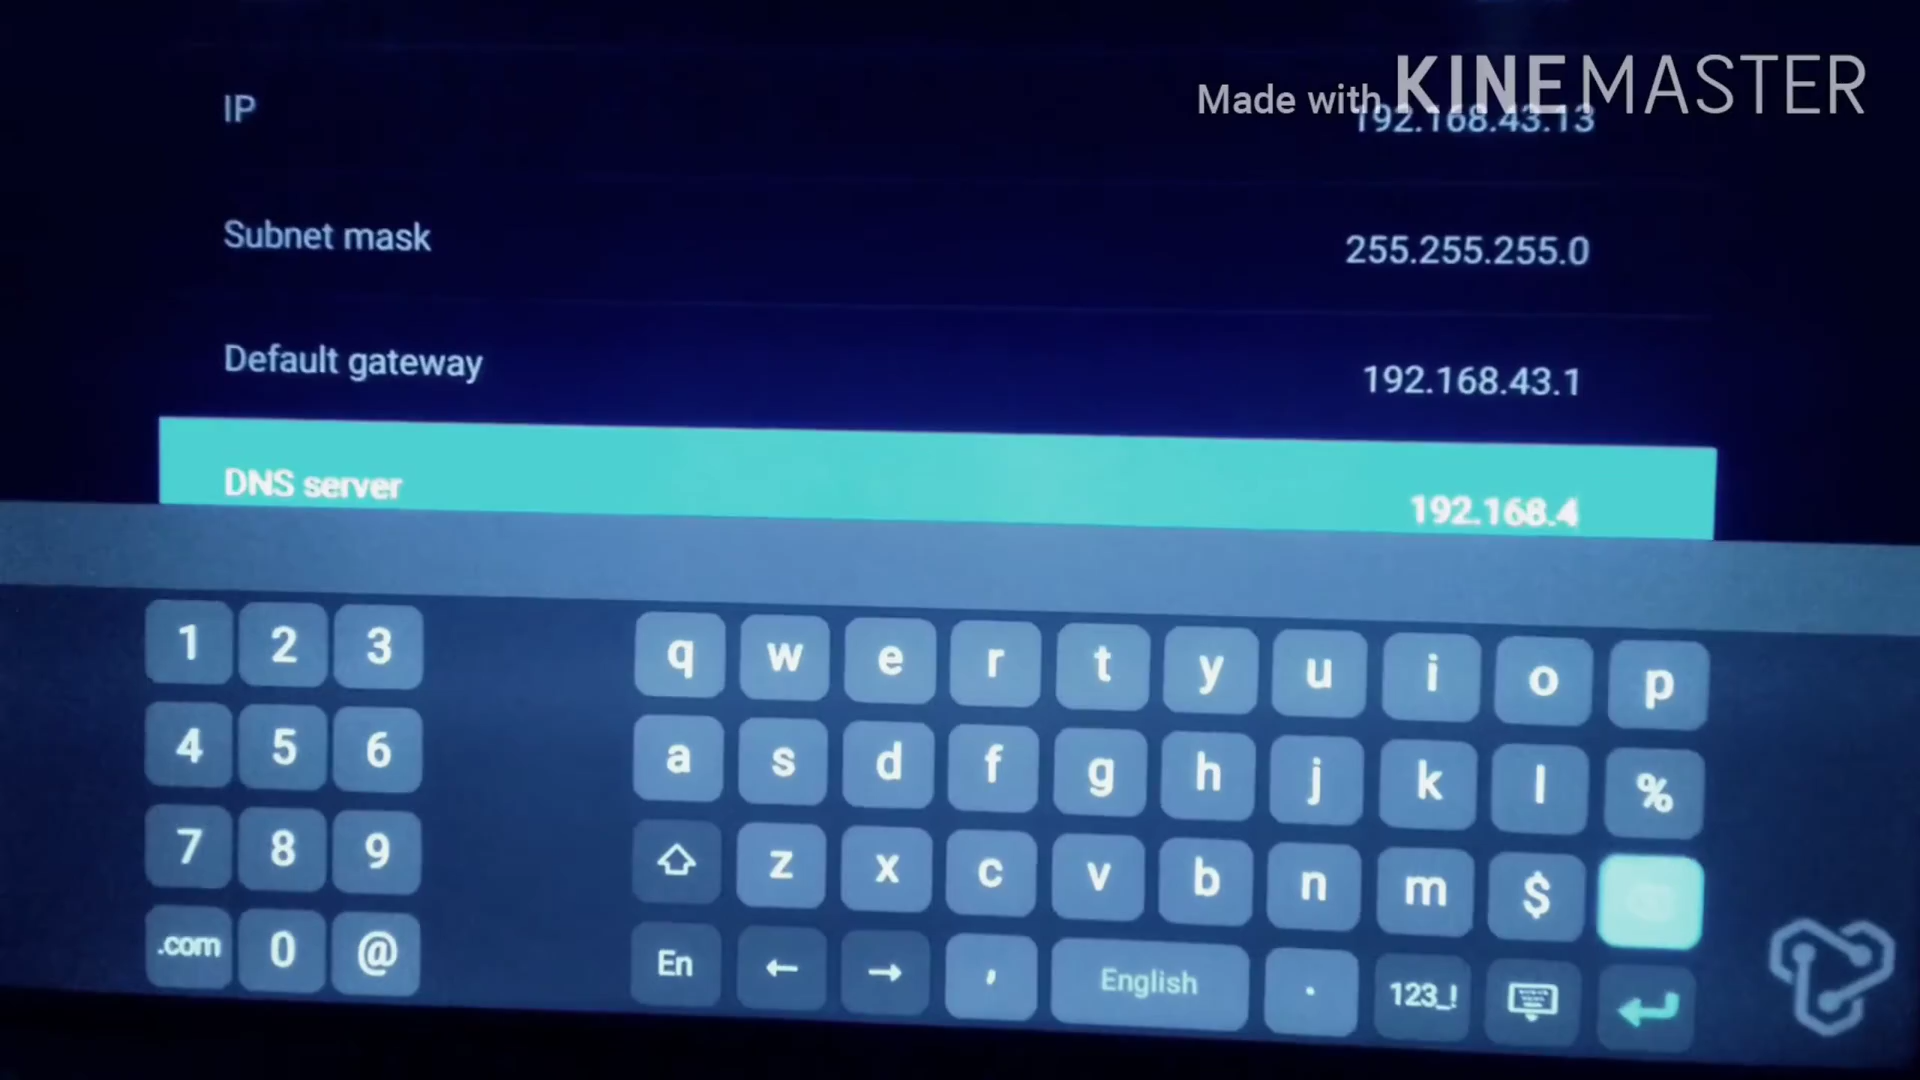 Made with KINEMASTER
IP 192.168.43.13
Subnet mask 255.255.255.0
Default gateway 192.168.43.1
DNS server 192.168.4
1 2 3 q w e r t y u i o p
4 5 6 a s d f g h j k l %
7 8 9 z x c v b n m $
.com 0 @ En ← → , English . 123_!